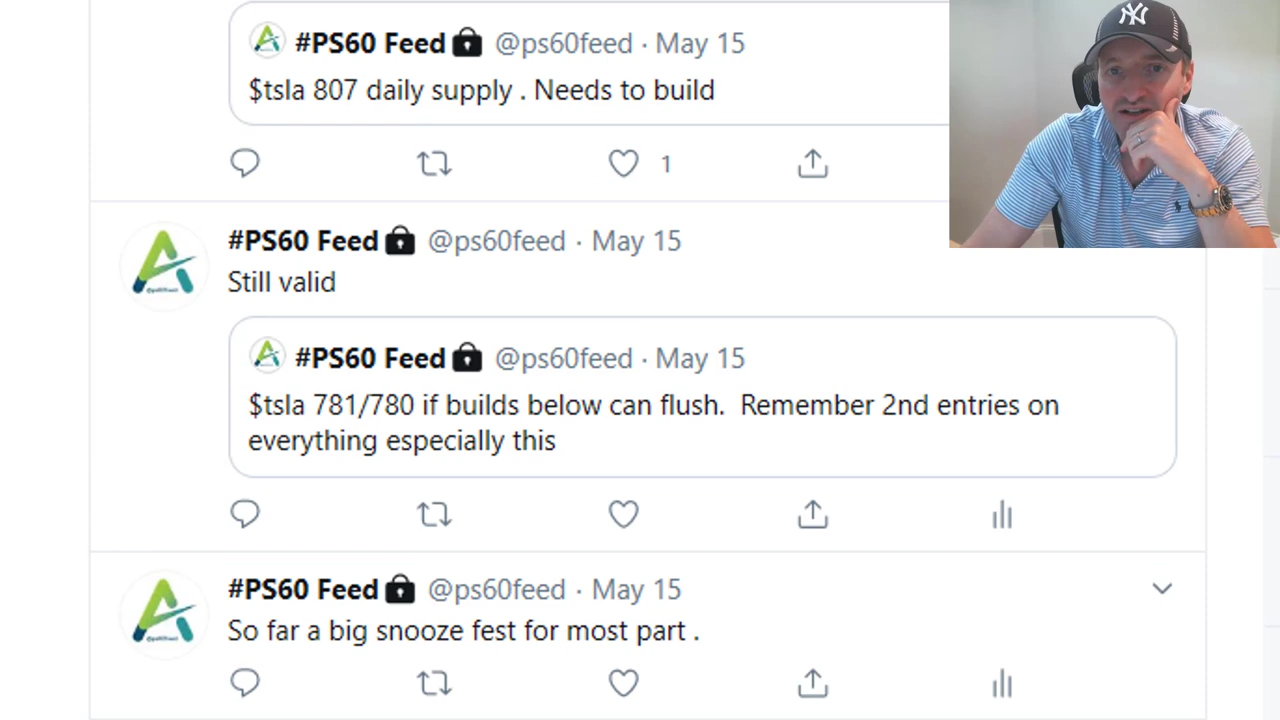 #PS60 Feed @ps60feed · May 15
$tsla 807 daily supply . Needs to build
1
#PS60 Feed @ps60feed · May 15
Still valid
#PS60 Feed @ps60feed · May 15
$tsla 781/780 if builds below can flush. Remember 2nd entries on
everything especially this
#PS60 Feed @ps60feed · May 15
So far a big snooze fest for most part .
NY